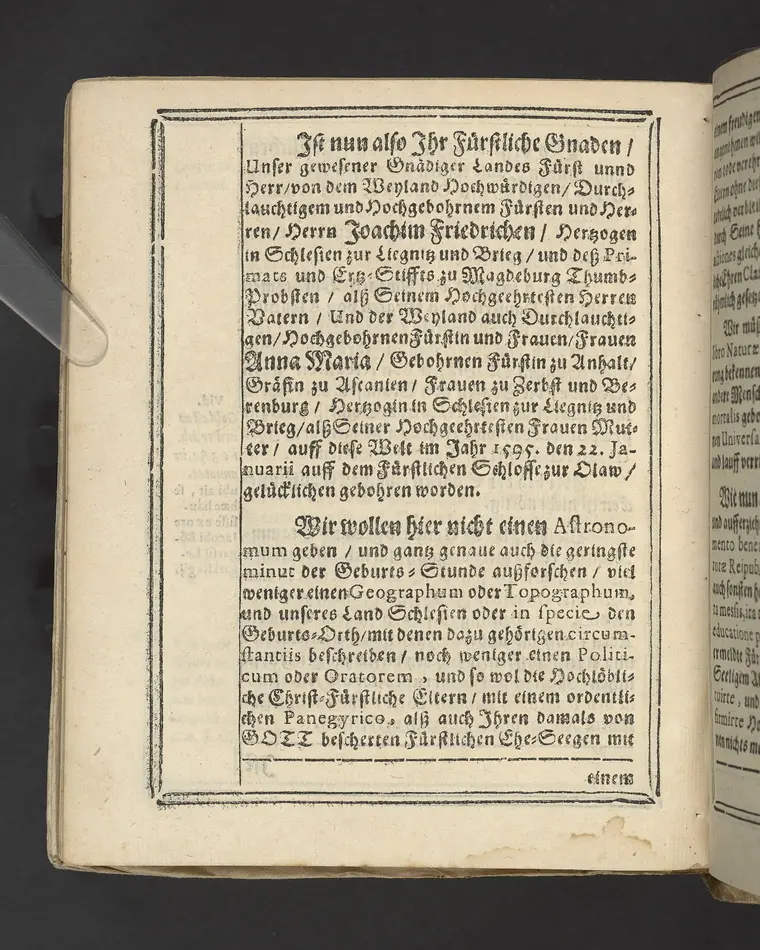 Ist nun also Ihr Fürstliche Gnaden /
Unser gewesener Gnädiger Landes Fürst unnd
Herr/von dem Weyland Hochwürdigen/ Durch-
lauchtigem und Hochgebohrnem Fürsten und Her-
ren/ Herrn Joachim Friedrichen / Hertzogen
in Schlesien zur Liegnitz und Brieg / und deß Pri-
mats und Ertz-Stiffts zu Magdeburg Thumb-
Probsten / alß Seinem Hochgeehrtesten Herren
Vatern / Und der Weyland auch Durchlauchti-
gen/Hochgebohrnen Fürstin und Frauen/Frauen
Anna Maria / Gebohrnen Fürstin zu Anhalt/
Gräfin zu Ascanien / Frauen zu Zerbst und Be-
renburg / Hertzogin in Schlesien zur Liegnitz und
Brieg/alß Seiner Hochgeehrtesten Frauen Mut-
ter / auff diese Welt im Jahr 1595. den 22. Ja-
nuarii auff dem Fürstlichen Schlosse zur Olaw/
gelücklichen gebohren worden.
Wir wollen hier nicht einen Astrono-
mum geben / und gantz genaue auch die geringste
minut der Geburts-Stunde außforschen / viel
weniger einen Geographum oder Topographum,
und unseres Land Schlesien oder in specie den
Geburts-Orth/mit denen dazu gehörigen circum-
stantiis beschreiben / noch weniger einen Politi-
cum oder Oratorem, und so wol die Hochlöbli-
che Christ-Fürstliche Eltern / mit einem ordentli-
chen Panegyrico, alß auch Ihren damals von
GOTT bescherten Fürstlichen Ehe-Seegen mit
einem